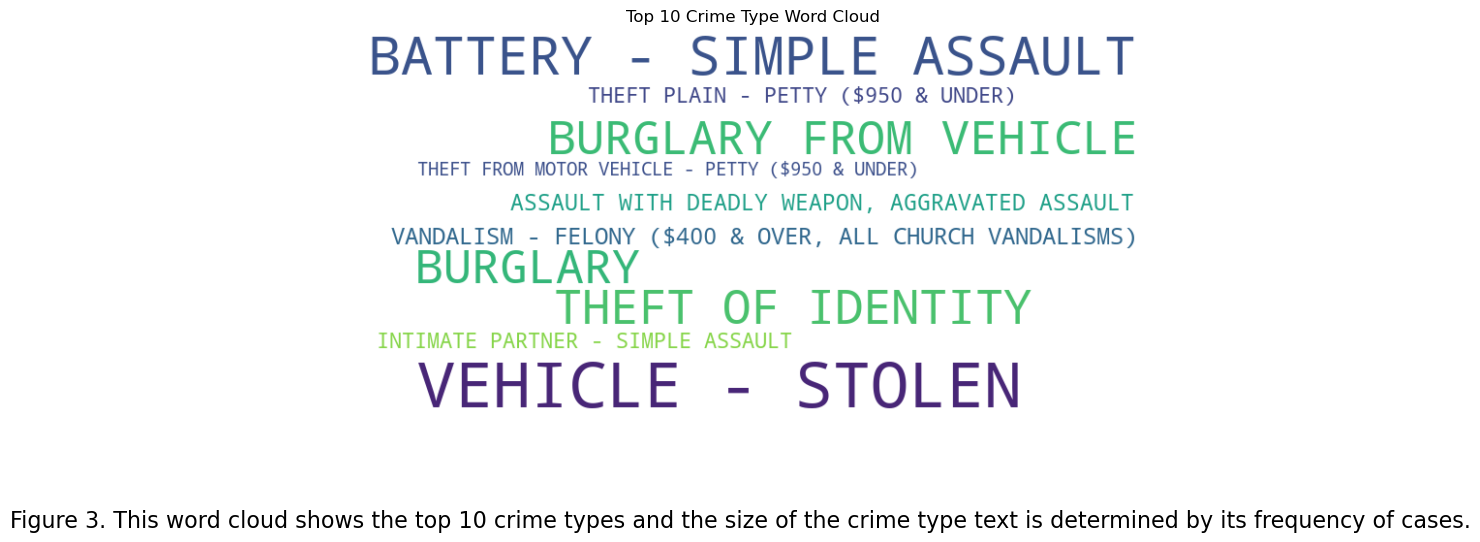 Top 10 Crime Type Word Cloud
BATTERY - SIMPLE ASSAULT
THEFT PLAIN - PETTY ($950 & UNDER)
BURGLARY FROM VEHICLE
THEFT FROM MOTOR VEHICLE - PETTY ($950 & UNDER)
ASSAULT WITH DEADLY WEAPON, AGGRAVATED ASSAULT
VANDALISM - FELONY ($400 & OVER, ALL CHURCH VANDALISMS)
BURGLARY
THEFT OF IDENTITY
INTIMATE PARTNER - SIMPLE ASSAULT
VEHICLE - STOLEN
Figure 3. This word cloud shows the top 10 crime types and the size of the crime type text is determined by its frequency of cases.